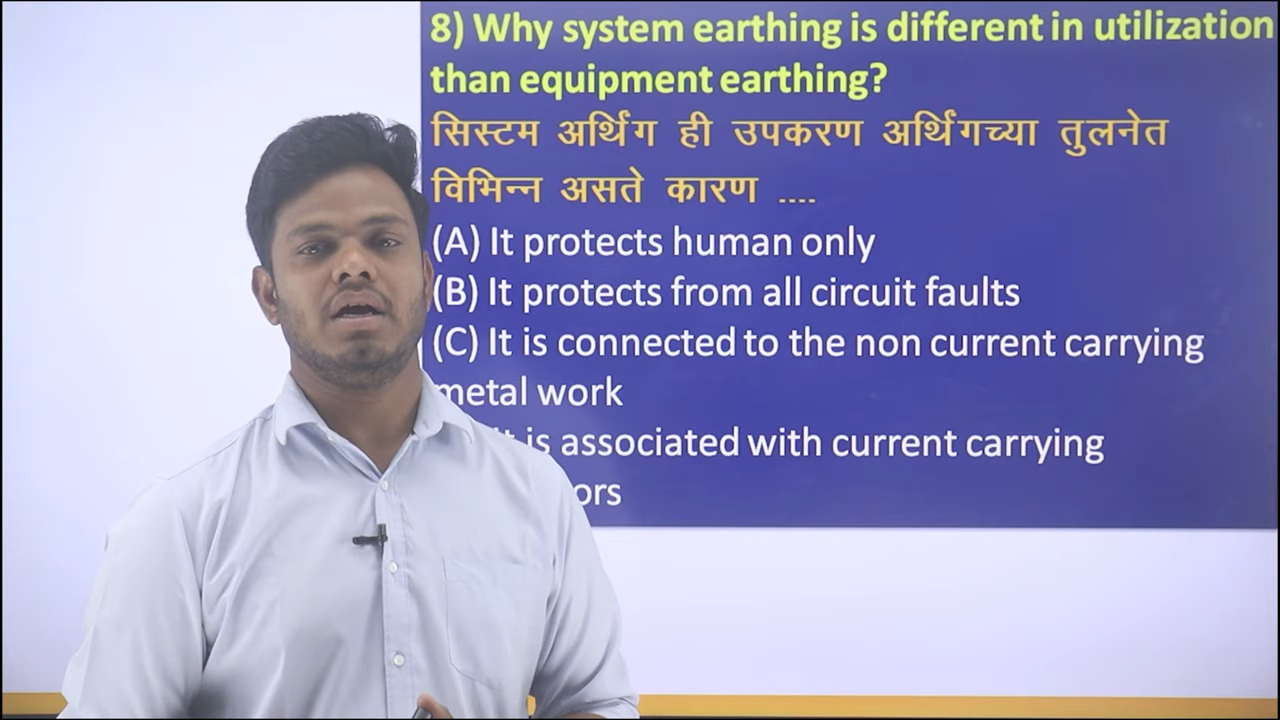 8) Why system earthing is different in utilization
than equipment earthing?
सिस्टम अर्थिंग ही उपकरण अर्थिंगच्या तुलनेत
विभिन्न असते कारण ....
(A) It protects human only
(B) It protects from all circuit faults
(C) It is connected to the non current carrying
metal work
It is associated with current carrying
ors